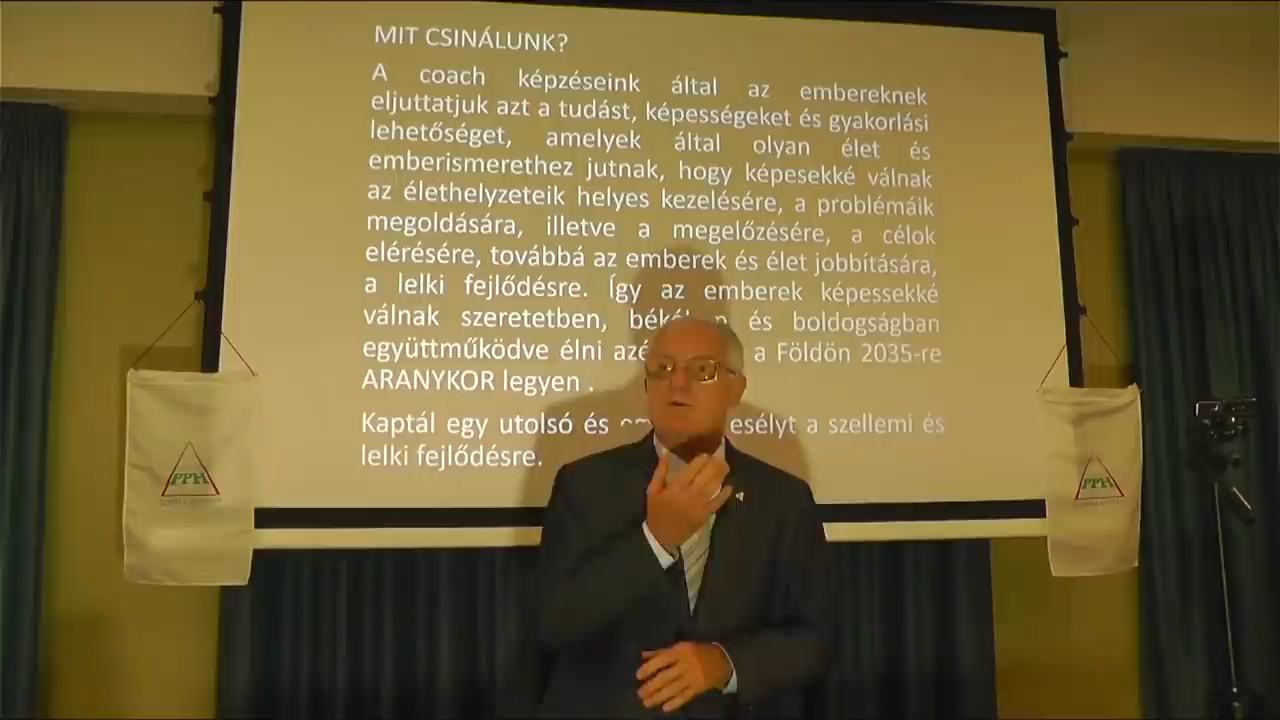 MIT CSINÁLUNK?
A coach képzéseink által az embereknek
eljuttatjuk azt a tudást, képességeket és gyakorlási
lehetőséget, amelyek által olyan élet és
emberismerethez jutnak, hogy képesekké válnak
az élethelyzeteik helyes kezelésére, a problémáik
megoldására, illetve a megelőzésére, a célok
elérésére, továbbá az emberek és élet jobbítására,
a lelki fejlődésre. Így az emberek képessekké
válnak szeretetben, és boldogságban
együttműködve élni a Földön 2035-re
ARANYKOR legyen .
Kaptál egy utolsó és esélyt a szellemi és
lelki fejlődésre.
PPH
PPH